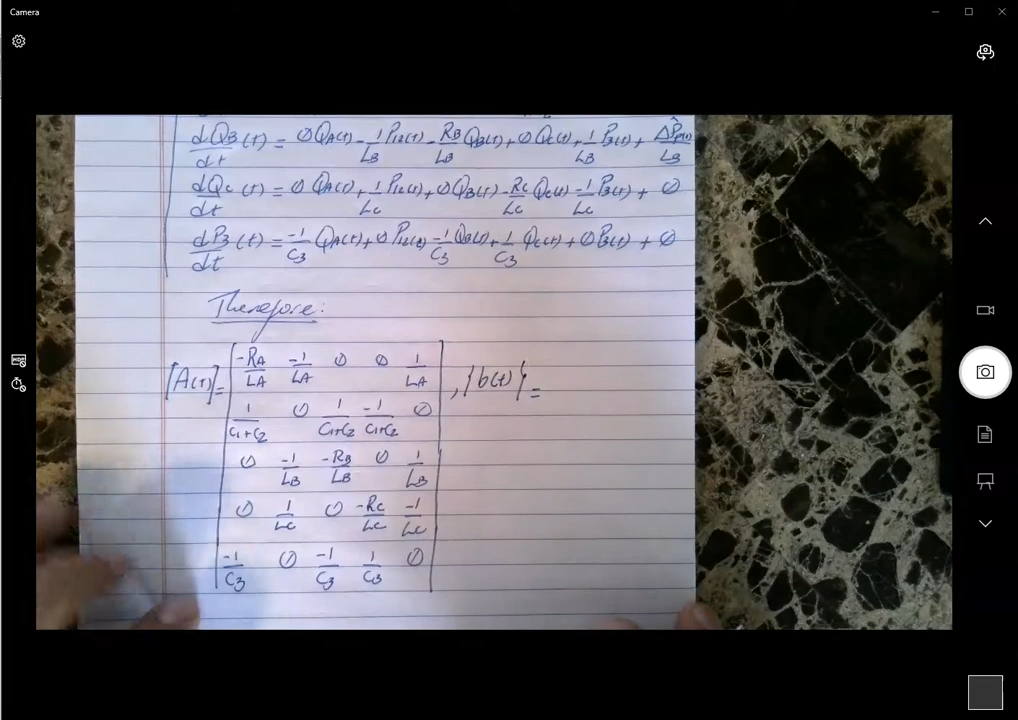 Camera
dQB/dt (t) = 0 QA(t) - 1/LB P12(t) - RB/LB QB(t) + 0 QC(t) + 1/LB P3(t) + ΔP̂P(t)/LB
dQC/dt (t) = 0 QA(t) + 1/LC P12(t) + 0 QB(t) - RC/LC QC(t) - 1/LC P3(t) + 0
dP3/dt (t) = -1/C3 QA(t) + 0 P12(t) - 1/C3 QB(t) + 1/C3 QC(t) + 0 P3(t) + 0
Therefore:
[A(t)] = [ -RA/LA -1/LA 0 0 1/LA ] , {b(t)} =
1/C1+C2 0 1/C1+C2 -1/C1+C2 0
0 -1/LB -RB/LB 0 1/LB
0 1/LC 0 -RC/LC -1/LC
-1/C3 0 -1/C3 1/C3 0